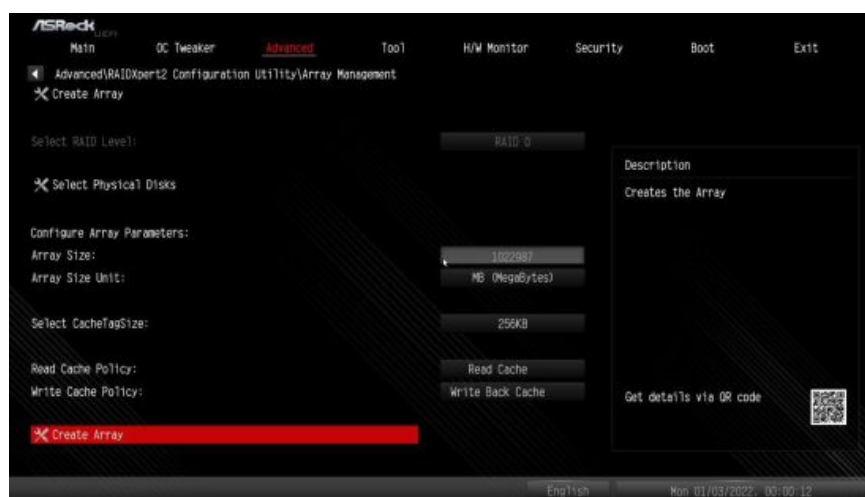 ASRock UEFI
Main OC Tweaker Advanced Tool H/W Monitor Security Boot Exit
Advanced\RAIDXpert2 Configuration Utility\Array Management
Create Array
Select RAID Level: RAID 0
Description
Select Physical Disks
Creates the Array
Configure Array Parameters:
Array Size: 1022987
Array Size Unit: MB (MegaBytes)
Select CacheTagSize: 256KB
Read Cache Policy: Read Cache
Write Cache Policy: Write Back Cache
Get details via QR code
Create Array
English Mon 01/03/2022, 00:00:12